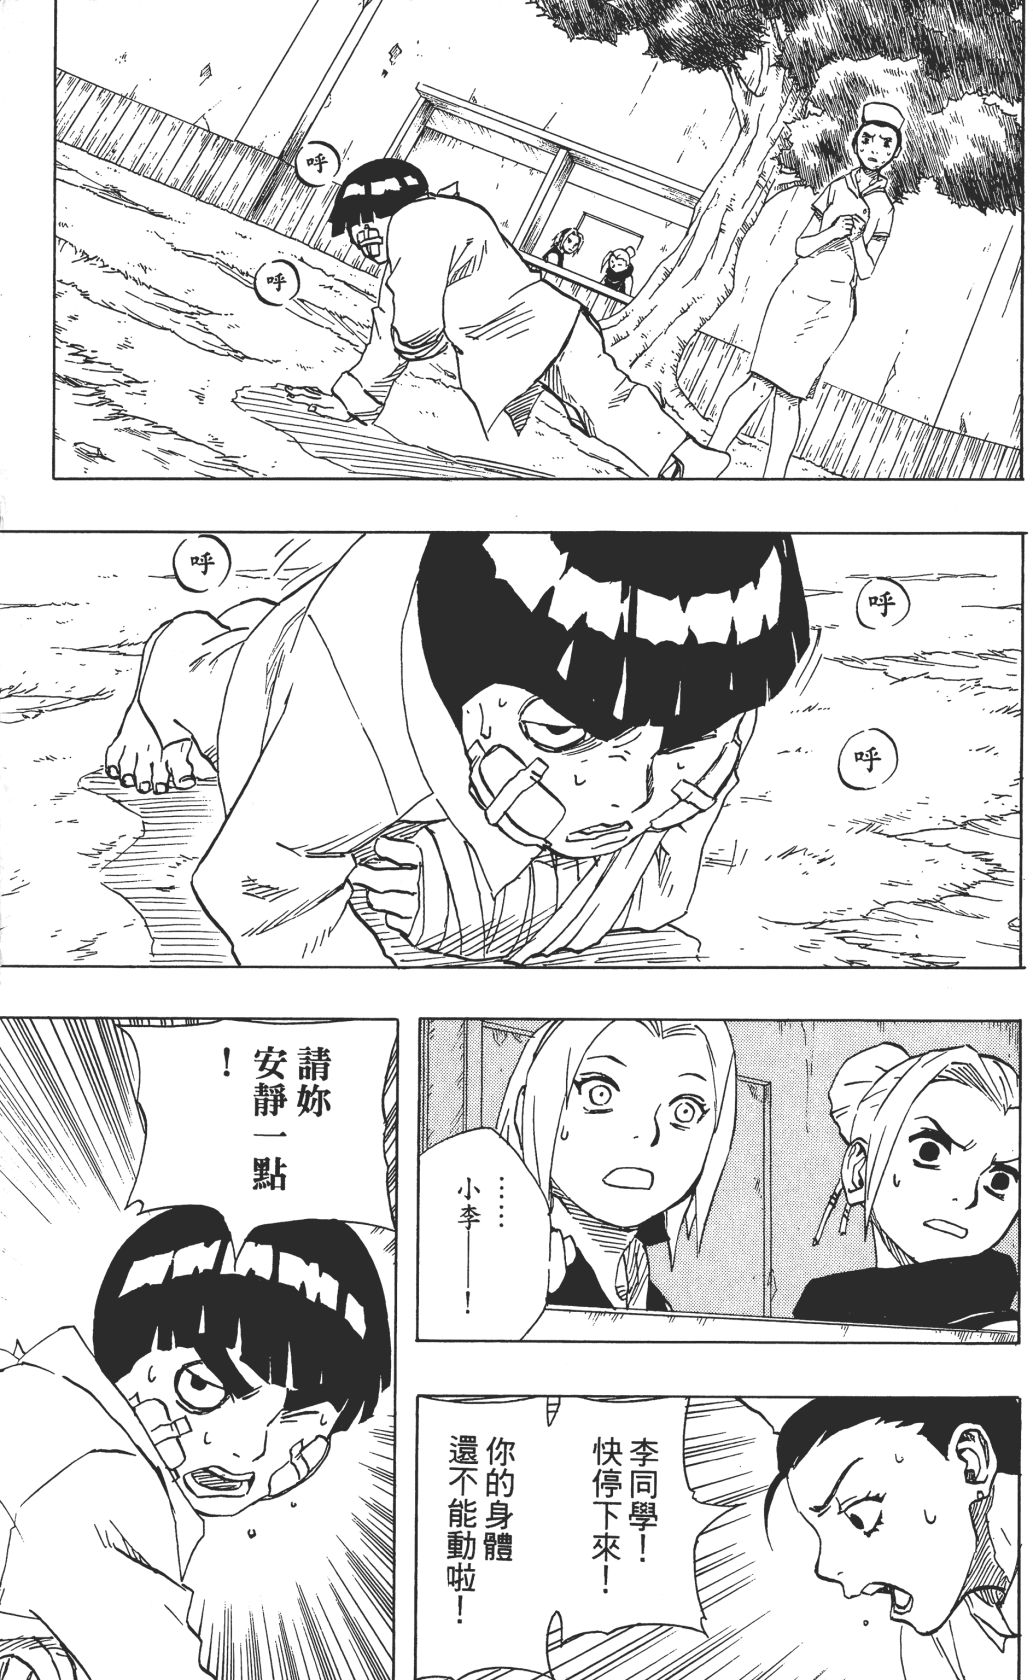 呼
呼
呼
呼
呼
……
小李——！
李同學！
快停下來！
你的身體
還不能動啦！
請妳
安靜一點
！